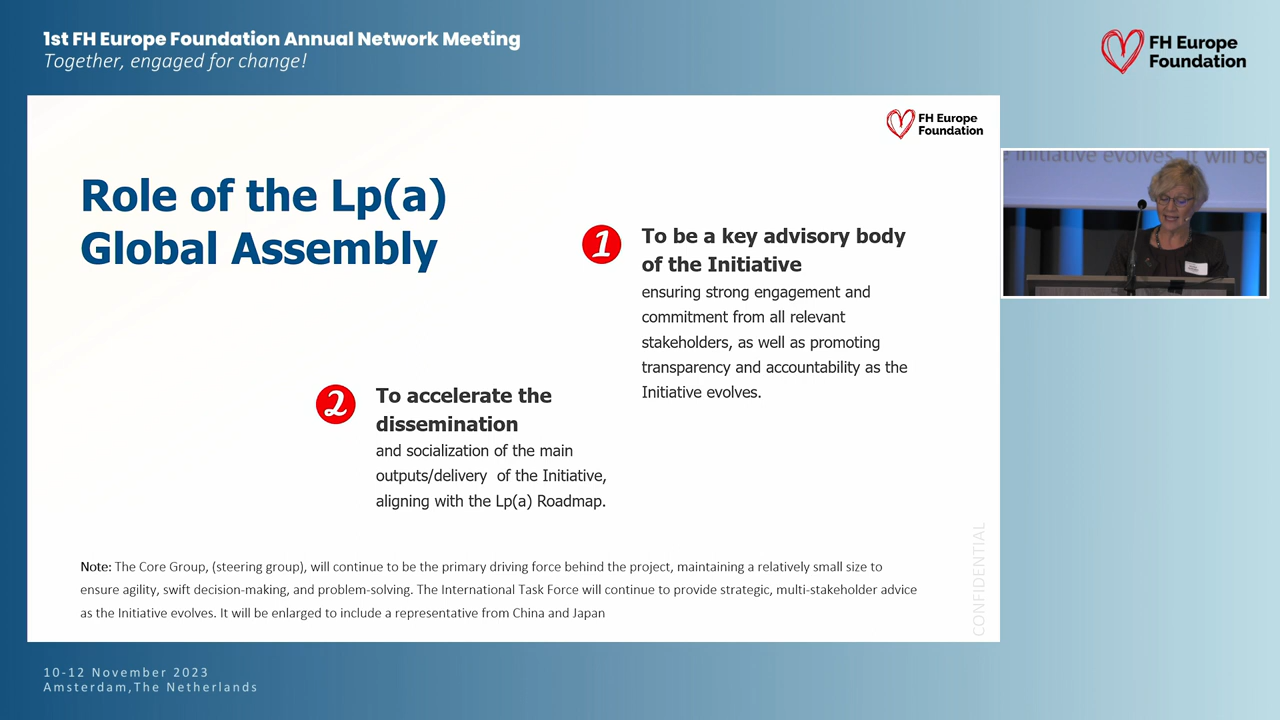 1st FH Europe Foundation Annual Network Meeting
Together, engaged for change!
FH Europe
Foundation
FH Europe
Foundation
Role of the Lp(a)
Global Assembly
1
To be a key advisory body
of the Initiative
ensuring strong engagement and
commitment from all relevant
stakeholders, as well as promoting
transparency and accountability as the
Initiative evolves.
2
To accelerate the
dissemination
and socialization of the main
outputs/delivery of the Initiative,
aligning with the Lp(a) Roadmap.
Note: The Core Group, (steering group), will continue to be the primary driving force behind the project, maintaining a relatively small size to
ensure agility, swift decision-making, and problem-solving. The International Task Force will continue to provide strategic, multi-stakeholder advice
as the Initiative evolves. It will be enlarged to include a representative from China and Japan
CONFIDENTIAL
e Initiative evolves. It will be
10-12 November 2023
Amsterdam,The Netherlands